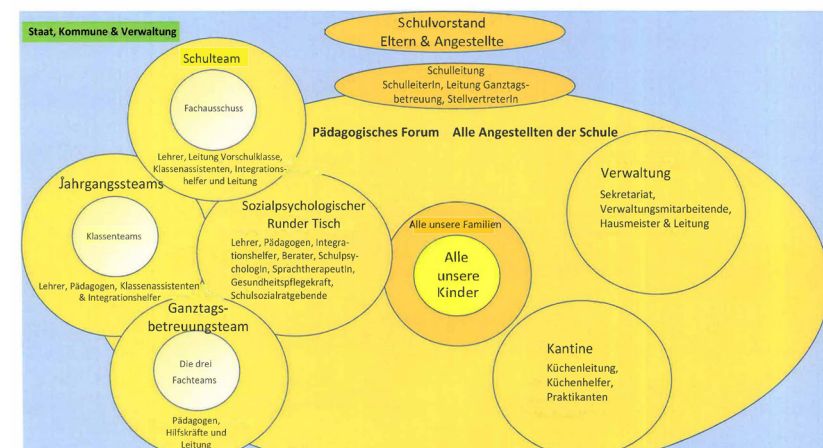 Staat, Kommune & Verwaltung
Schulvorstand
Eltern & Angestellte
Schulteam
Fachausschuss
Lehrer, Leitung Vorschulklasse,
Klassenassistenten, Integrations-
helfer und Leitung
Schulleitung
SchulleiterIn, Leitung Ganztags-
betreuung, StellvertreterIn
Pädagogisches Forum Alle Angestellten der Schule
Jahrgangssteams
Klassenteams
Lehrer, Pädagogen, Klassenassistenten
& Integrationshelfer
Sozialpsychologischer
Runder Tisch
Lehrer, Pädagogen, Integra-
tionshelfer, Berater, Schulpsy-
chologIn, Sprachtherapeutin,
Gesundheitspflegekraft,
Schulsozialratgebende
Alle unsere Familien
Alle
unsere
Kinder
Verwaltung
Sekretariat,
Verwaltungsmitarbeitende,
Hausmeister & Leitung
Ganztags-
betreuungsteam
Die drei
Fachteams
Pädagogen,
Hilfskräfte und
Leitung
Kantine
Küchenleitung,
Küchenhelfer,
Praktikanten